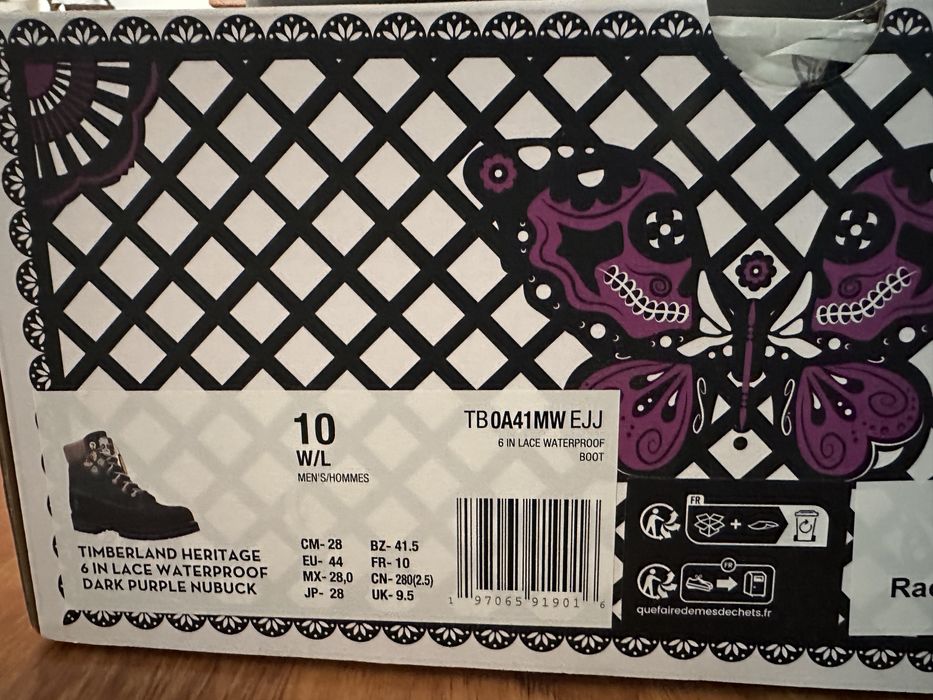 10
W/L
MEN'S/HOMMES
TB0A41MW EJJ
6 IN LACE WATERPROOF
BOOT
TIMBERLAND HERITAGE
6 IN LACE WATERPROOF
DARK PURPLE NUBUCK
CM- 28 BZ- 41.5
EU- 44 FR- 10
MX- 28,0 CN- 280(2.5)
JP- 28 UK- 9.5
1 97065 91901 6
FR
+
FR
quefairedemesdechets.fr